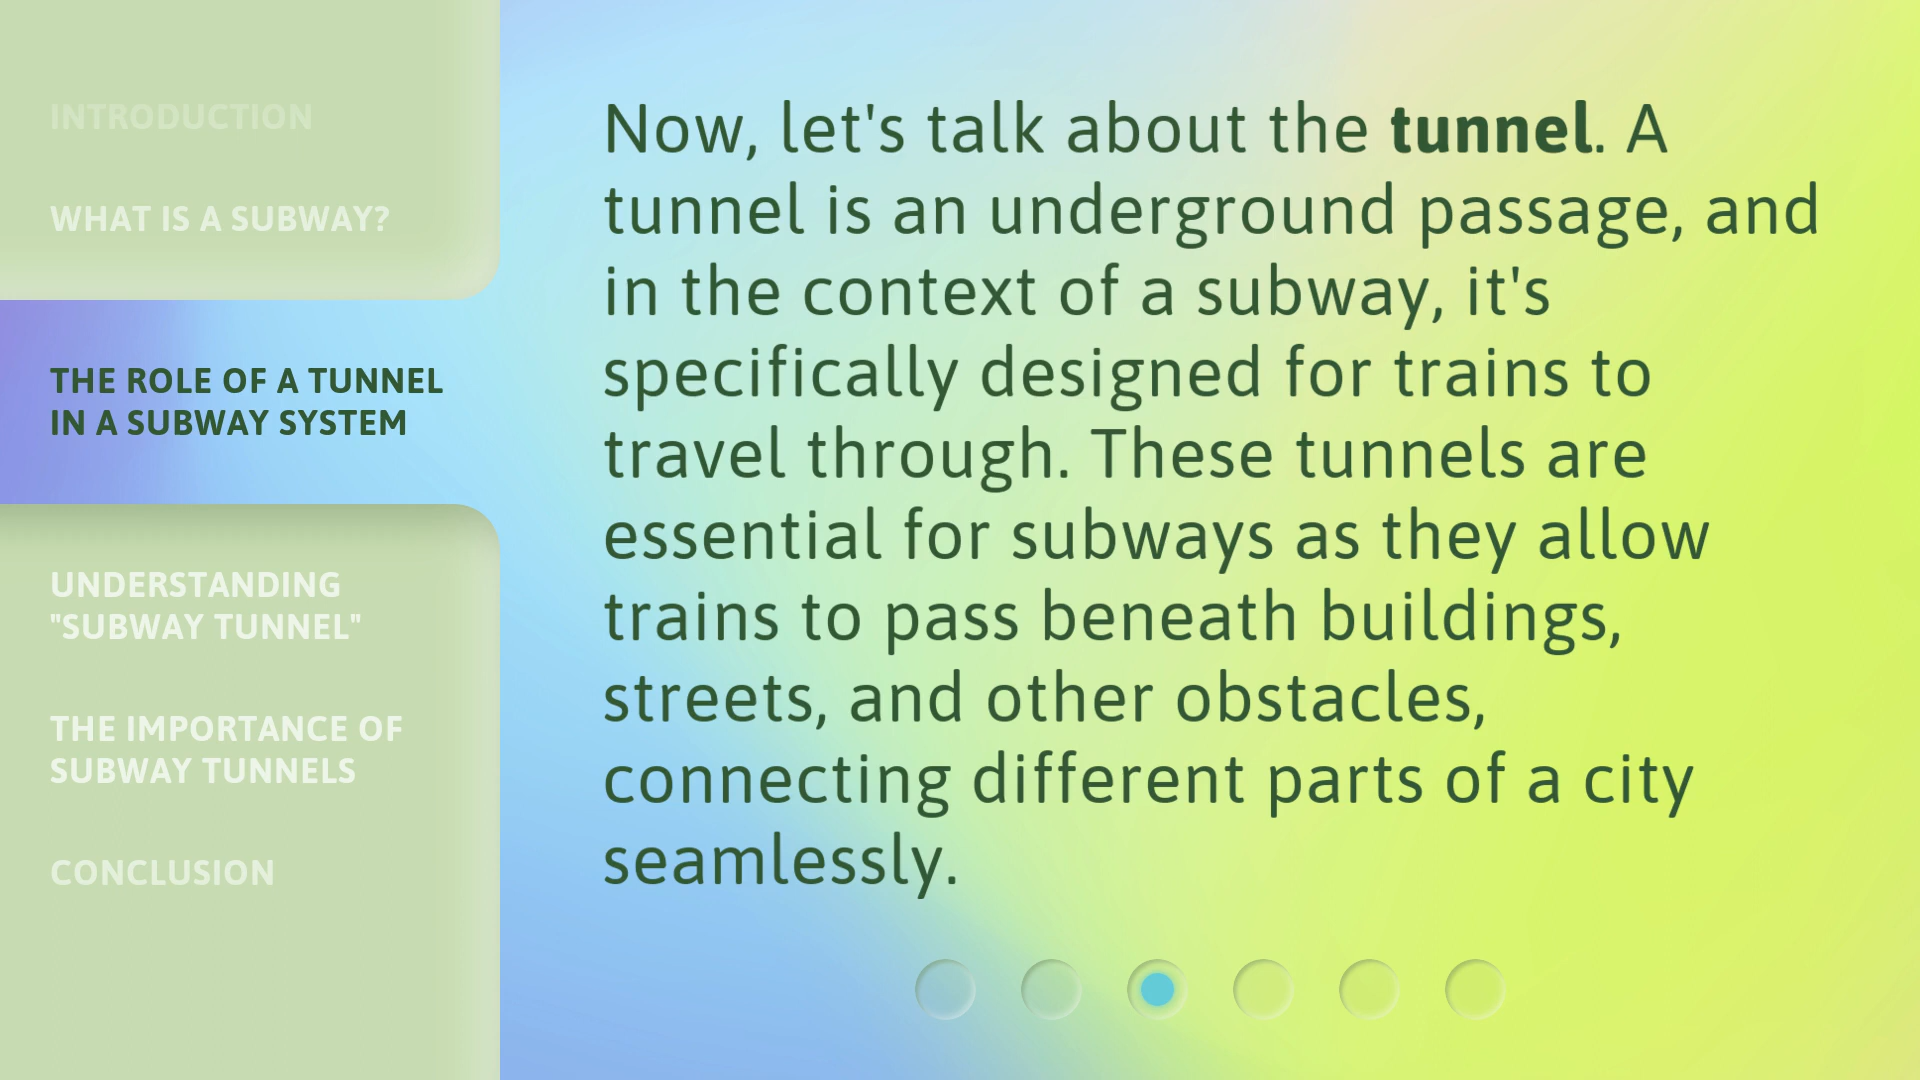 INTRODUCTION
WHAT IS A SUBWAY?
THE ROLE OF A TUNNEL
IN A SUBWAY SYSTEM
UNDERSTANDING
"SUBWAY TUNNEL"
THE IMPORTANCE OF
SUBWAY TUNNELS
CONCLUSION
Now, let's talk about the tunnel. A
tunnel is an underground passage, and
in the context of a subway, it's
specifically designed for trains to
travel through. These tunnels are
essential for subways as they allow
trains to pass beneath buildings,
streets, and other obstacles,
connecting different parts of a city
seamlessly.